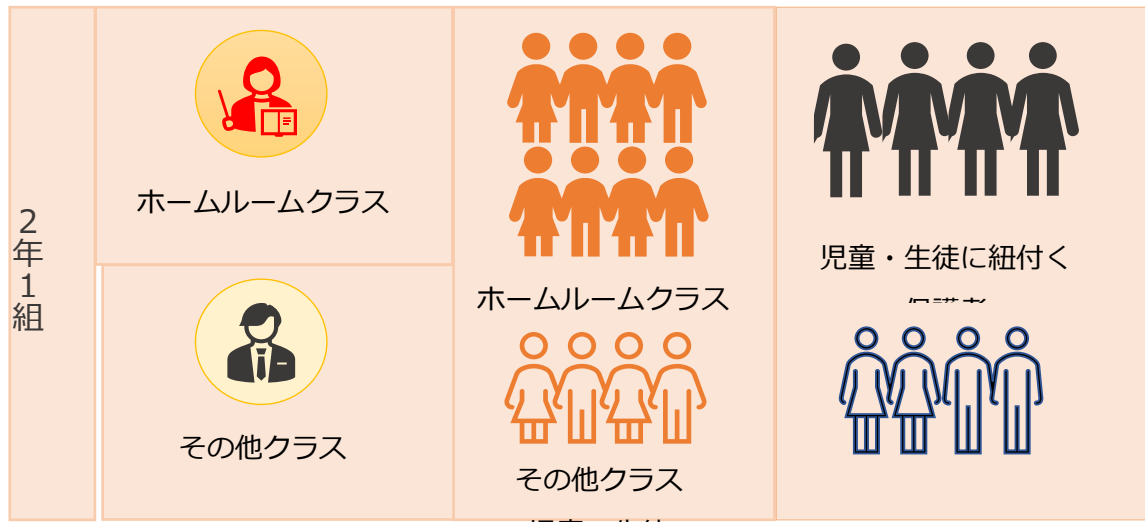 2年1組
ホームルームクラス
その他クラス
ホームルームクラス
その他クラス
児童・生徒に紐付く